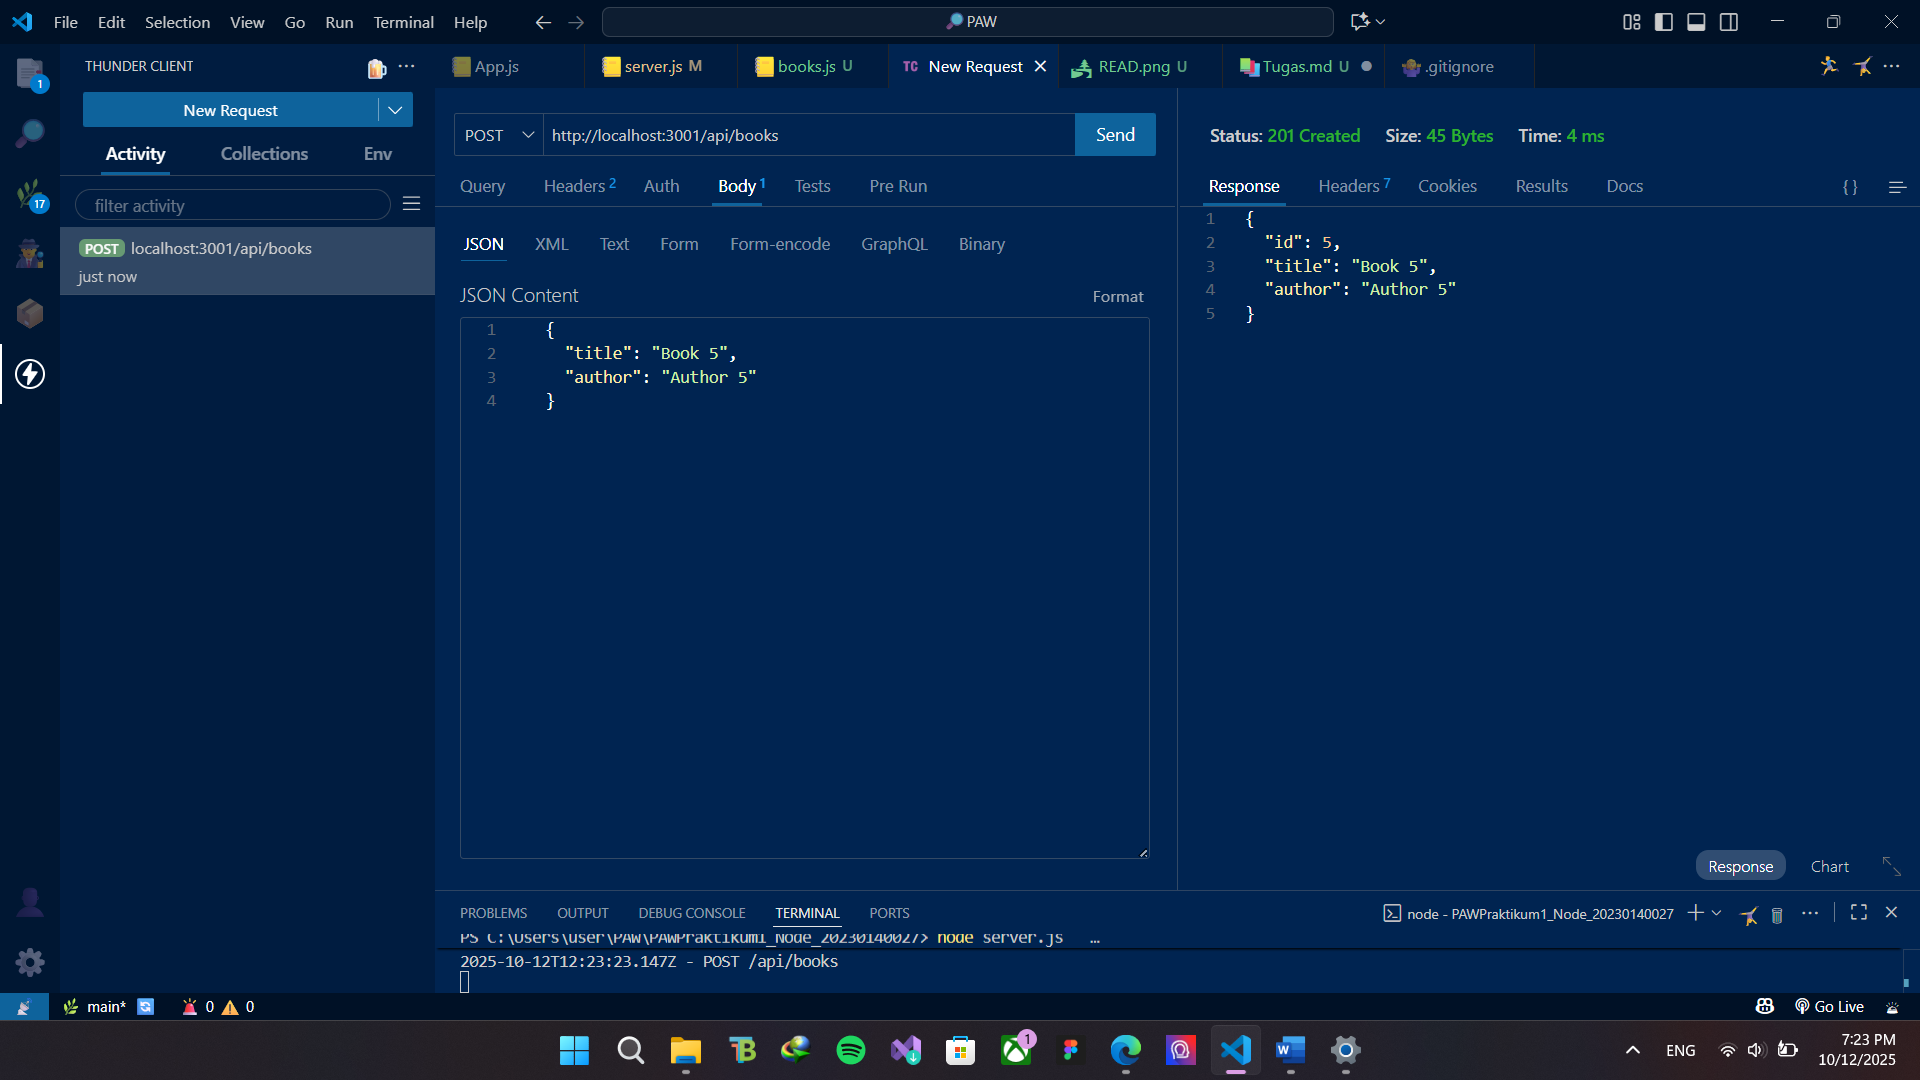 File Edit Selection View Go Run Terminal Help PAW
THUNDER CLIENT
App.js server.js M books.js U TC New Request READ.png U Tugas.md U .gitignore
1
New Request
POST http://localhost:3001/api/books Send
Status: 201 Created Size: 45 Bytes Time: 4 ms
Activity Collections Env
Query Headers 2 Auth Body 1 Tests Pre Run
Response Headers 7 Cookies Results Docs { }
filter activity
17
JSON XML Text Form Form-encode GraphQL Binary
POST localhost:3001/api/books
just now
JSON Content Format
1 {
2 "title": "Book 5",
3 "author": "Author 5"
4 }
1 {
2 "id": 5,
3 "title": "Book 5",
4 "author": "Author 5"
5 }
Response Chart
PROBLEMS OUTPUT DEBUG CONSOLE TERMINAL PORTS node - PAWPraktikum1_Node_20230140027
PS C:\Users\user\PAW\PAWPraktikum1_Node_20230140027> node server.js ...
2025-10-12T12:23:23.147Z - POST /api/books
main* 0 0 Go Live
1
ENG
7:23 PM
10/12/2025